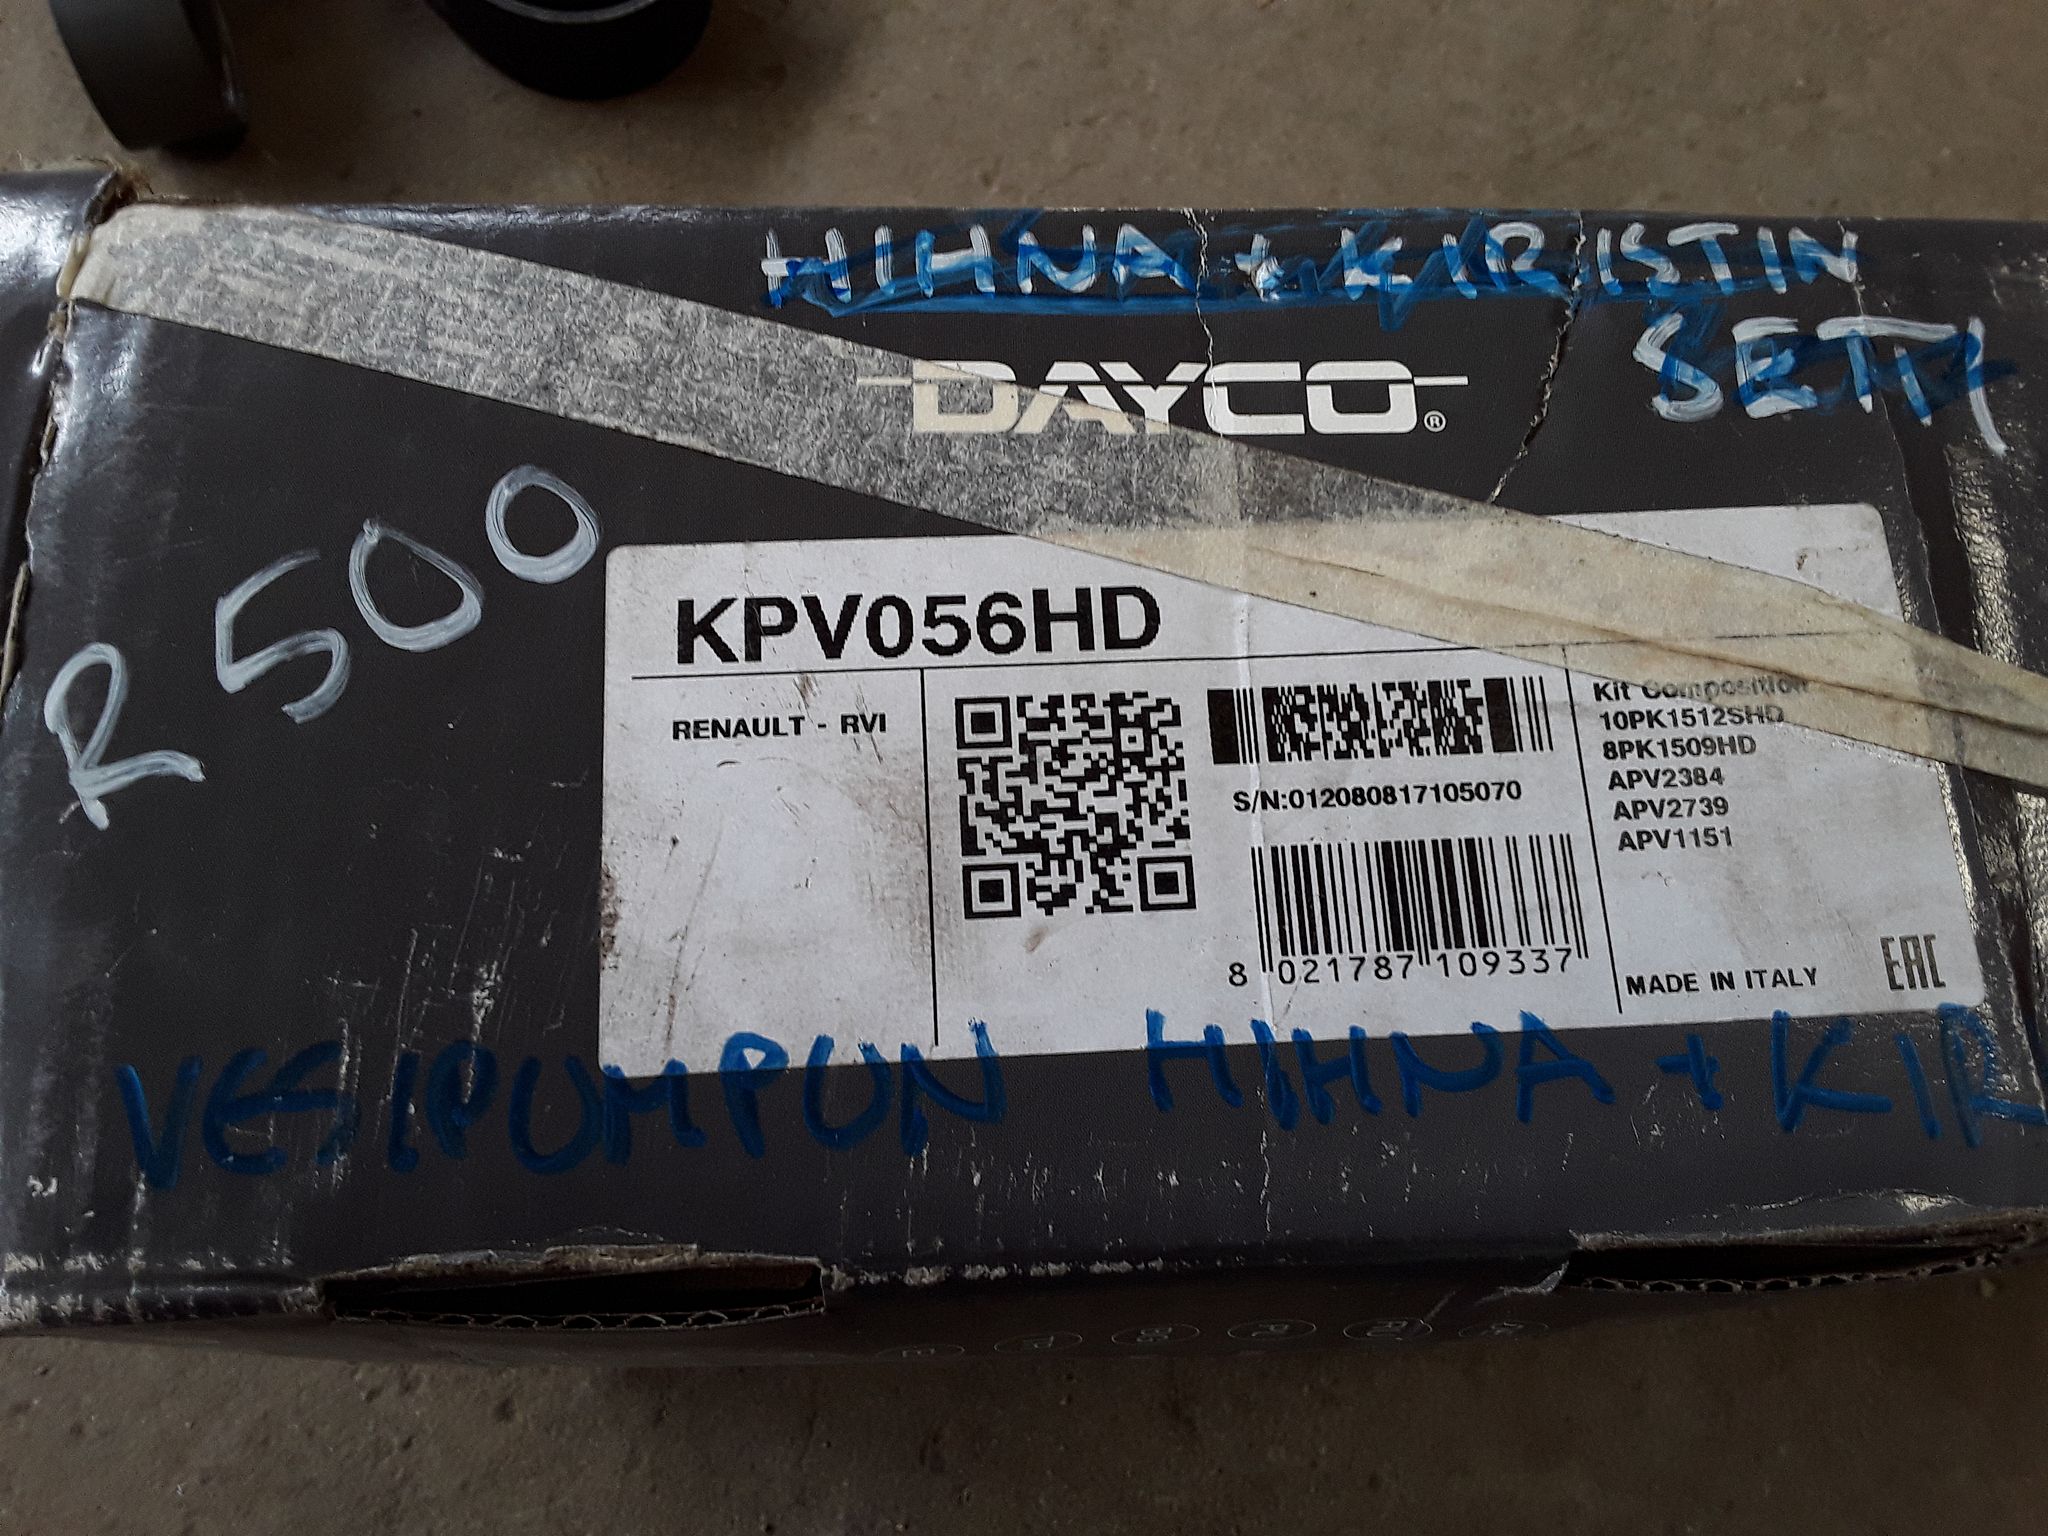 HIHNA + KIRISTIN
SETTI
DAYCO®
R 500
KPV056HD
RENAULT - RVI
S/N:012080817105070
8 021787 109337
Kit Composition
10PK1512SHD
8PK1509HD
APV2384
APV2739
APV1151
MADE IN ITALY
EAC
VESIPUMPUN HIHNA + KIR